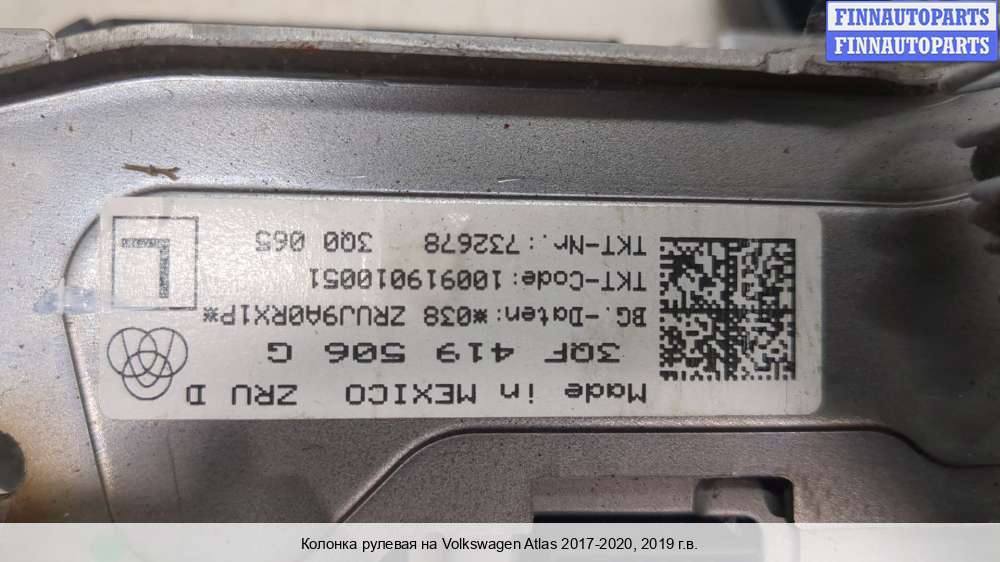 FINNAUTOPARTS
FINNAUTOPARTS
Made in MEXICO ZRU D
3QF 419 506 G
BG.-Daten:*038 ZRUJ9A0RX1P*
TKT-Code:100919010051
TKT-Nr.:732678 3Q0 065
L
Колонка рулевая на Volkswagen Atlas 2017-2020, 2019 г.в.